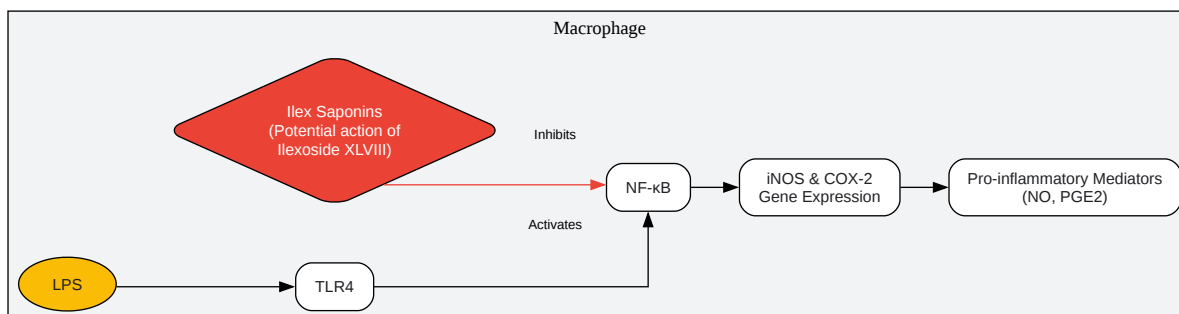 Macrophage
Ilex Saponins
(Potential action of
Ilexoside XLVIII)
Inhibits
NF-κB
iNOS & COX-2
Gene Expression
Pro-inflammatory Mediators
(NO, PGE2)
Activates
LPS
TLR4